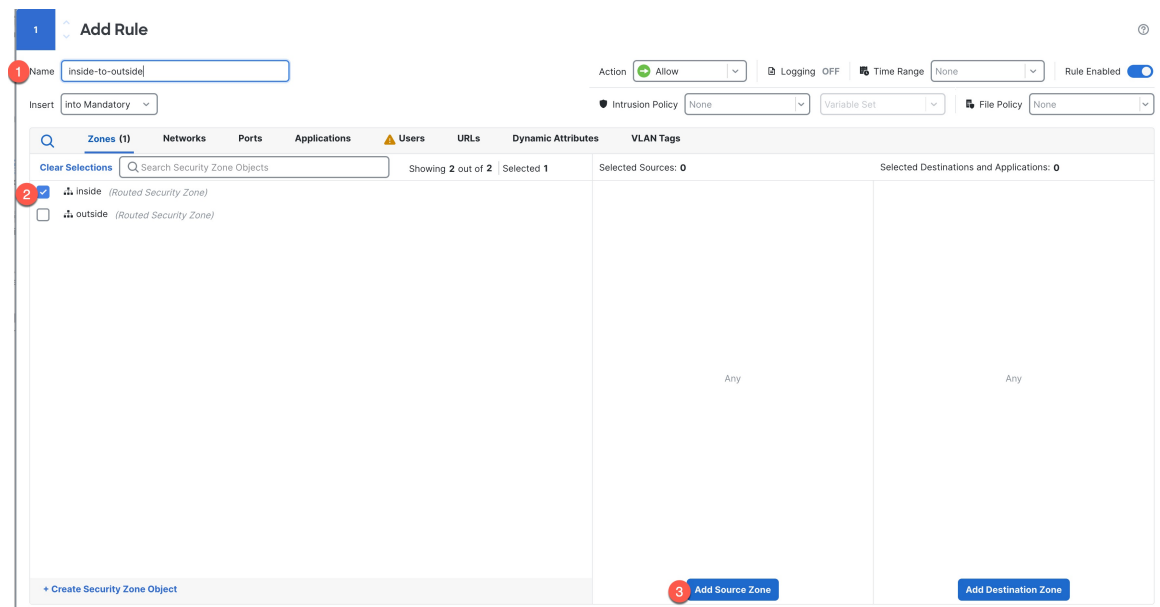 1 Add Rule
1 Name inside-to-outside Action Allow Logging OFF Time Range None Rule Enabled
Insert into Mandatory Intrusion Policy None Variable Set File Policy None
Zones (1) Networks Ports Applications Users URLs Dynamic Attributes VLAN Tags
Clear Selections Search Security Zone Objects Showing 2 out of 2 Selected 1 Selected Sources: 0 Selected Destinations and Applications: 0
2 inside (Routed Security Zone)
outside (Routed Security Zone)
Any Any
+ Create Security Zone Object 3 Add Source Zone Add Destination Zone